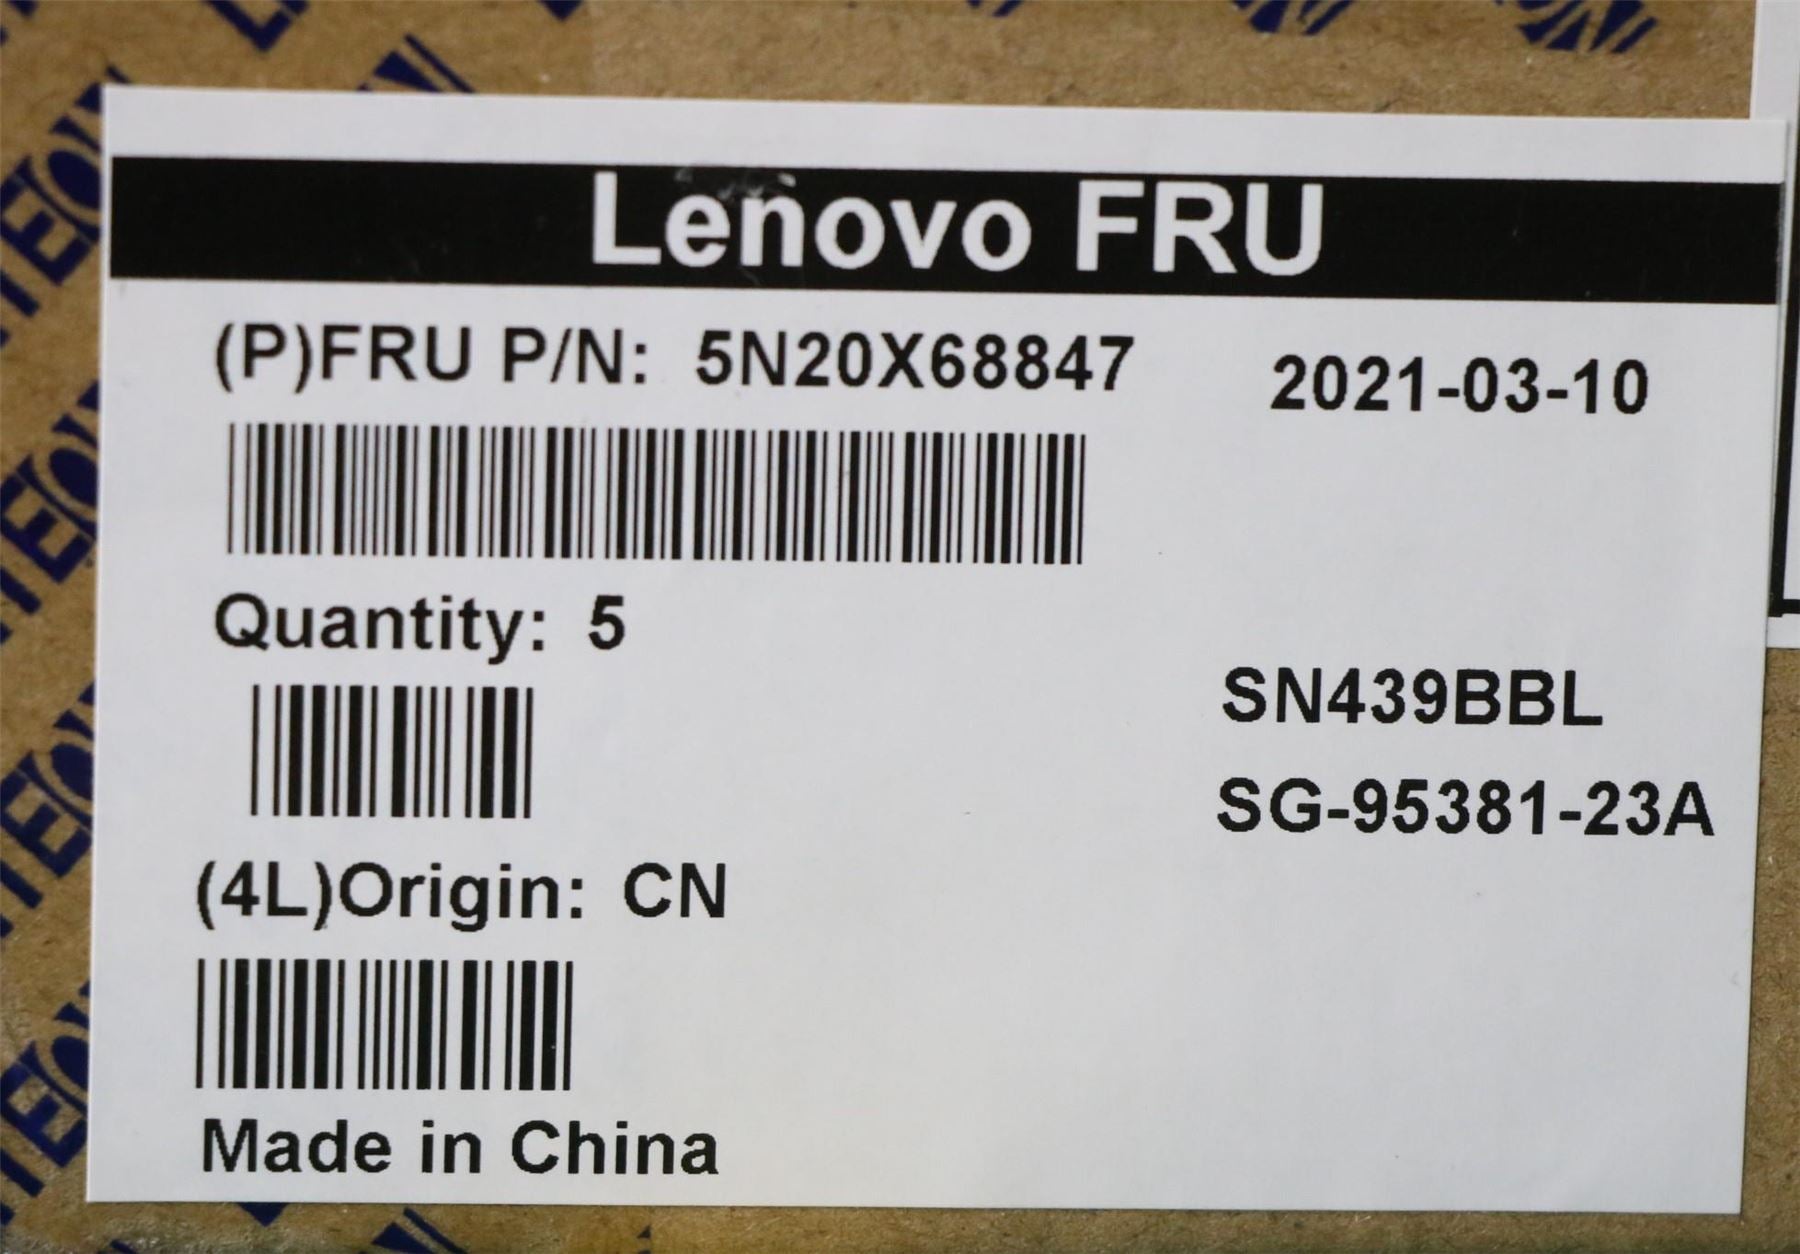 Lenovo FRU
(P)FRU P/N: 5N20X68847
2021-03-10
Quantity: 5
SN439BBL
SG-95381-23A
(4L)Origin: CN
Made in China